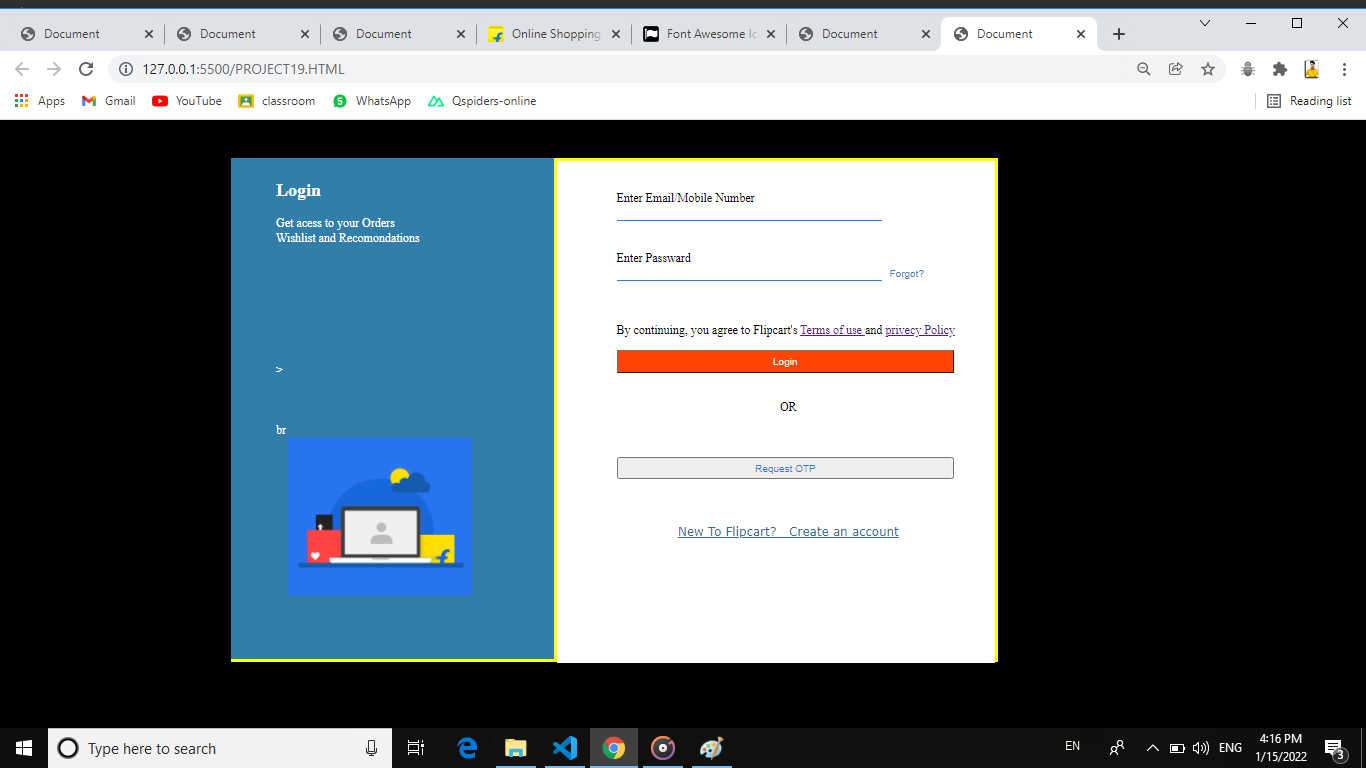 Document Document Document Online Shopping Font Awesome Ic Document Document
127.0.0.1:5500/PROJECT19.HTML
Apps Gmail YouTube classroom WhatsApp Qspiders-online Reading list
Login
Get acess to your Orders
Wishlist and Recomondations
>
br
Enter Email/Mobile Number
Enter Password
Forgot?
By continuing, you agree to Flipcart's Terms of use and privecy Policy
Login
OR
Request OTP
New To Flipcart? Create an account
Type here to search
EN
ENG
4:16 PM
1/15/2022
3